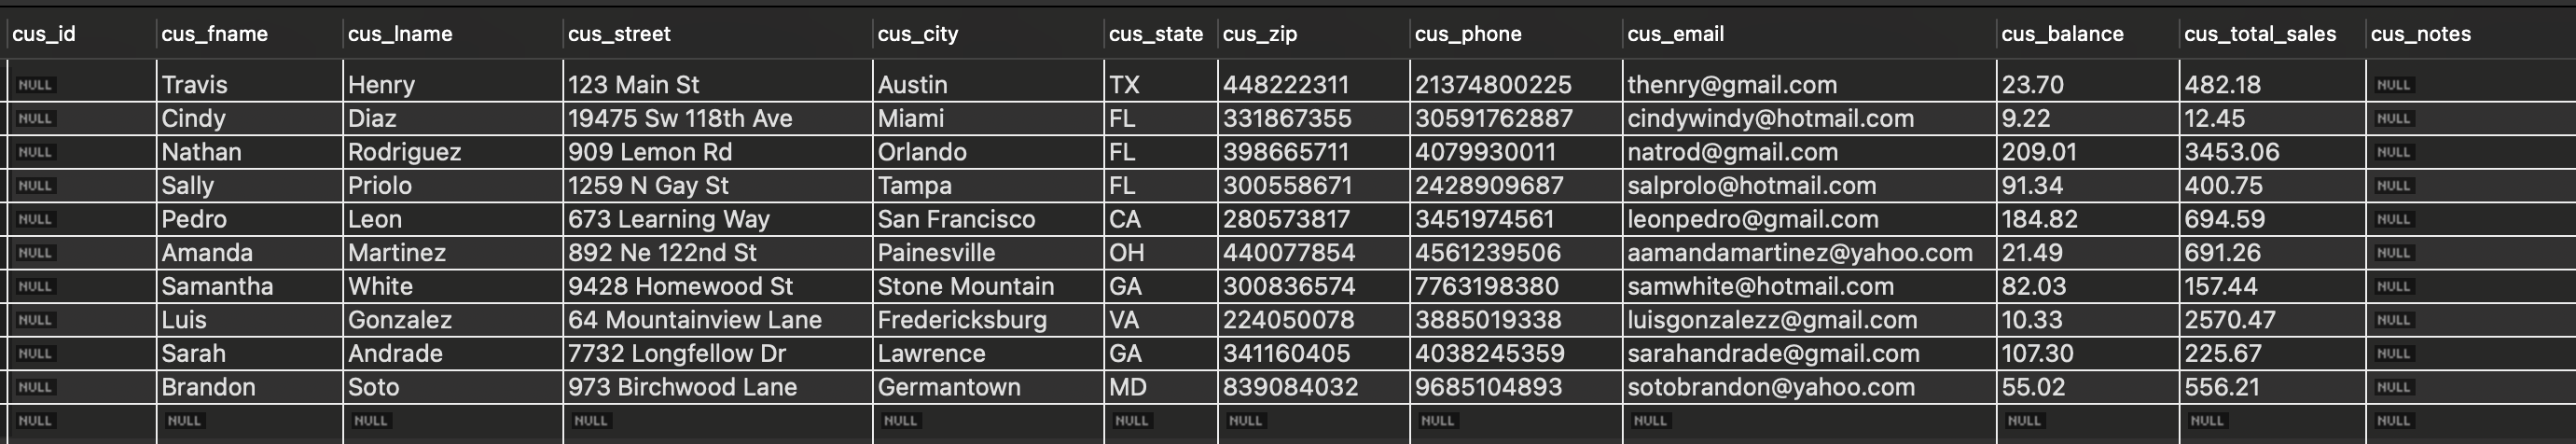 cus_id cus_fname cus_lname cus_street cus_city cus_state cus_zip cus_phone cus_email cus_balance cus_total_sales cus_notes
NULL Travis Henry 123 Main St Austin TX 448222311 21374800225 thenry@gmail.com 23.70 482.18 NULL
NULL Cindy Diaz 19475 Sw 118th Ave Miami FL 331867355 30591762887 cindywindy@hotmail.com 9.22 12.45 NULL
NULL Nathan Rodriguez 909 Lemon Rd Orlando FL 398665711 4079930011 natrod@gmail.com 209.01 3453.06 NULL
NULL Sally Priolo 1259 N Gay St Tampa FL 300558671 2428909687 salprolo@hotmail.com 91.34 400.75 NULL
NULL Pedro Leon 673 Learning Way San Francisco CA 280573817 3451974561 leonpedro@gmail.com 184.82 694.59 NULL
NULL Amanda Martinez 892 Ne 122nd St Painesville OH 440077854 4561239506 aamandamartinez@yahoo.com 21.49 691.26 NULL
NULL Samantha White 9428 Homewood St Stone Mountain GA 300836574 7763198380 samwhite@hotmail.com 82.03 157.44 NULL
NULL Luis Gonzalez 64 Mountainview Lane Fredericksburg VA 224050078 3885019338 luisgonzalezz@gmail.com 10.33 2570.47 NULL
NULL Sarah Andrade 7732 Longfellow Dr Lawrence GA 341160405 4038245359 sarahandrade@gmail.com 107.30 225.67 NULL
NULL Brandon Soto 973 Birchwood Lane Germantown MD 839084032 9685104893 sotobrandon@yahoo.com 55.02 556.21 NULL
NULL NULL NULL NULL NULL NULL NULL NULL NULL NULL NULL NULL